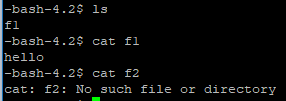 -bash-4.2$ ls
f1
-bash-4.2$ cat f1
hello
-bash-4.2$ cat f2
cat: f2: No such file or directory